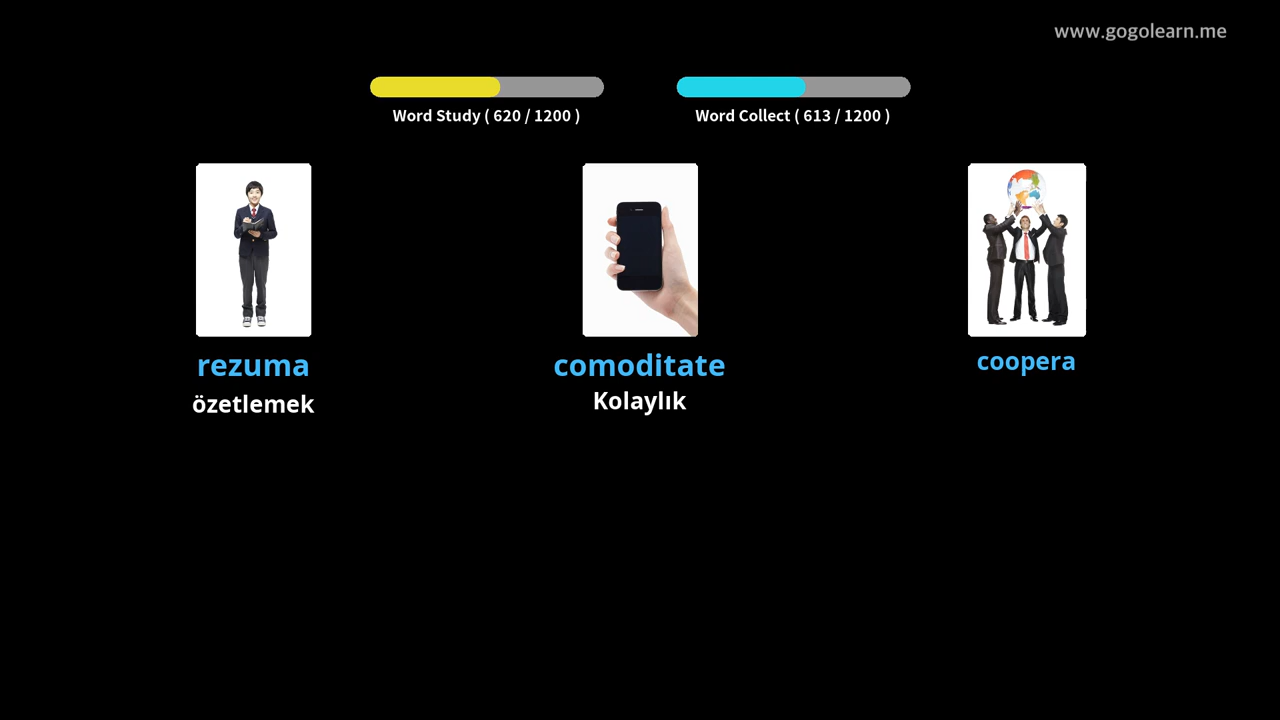 www.gogolearn.me
Word Study ( 620 / 1200 )
Word Collect ( 613 / 1200 )
rezuma
özetlemek
comoditate
Kolaylık
coopera